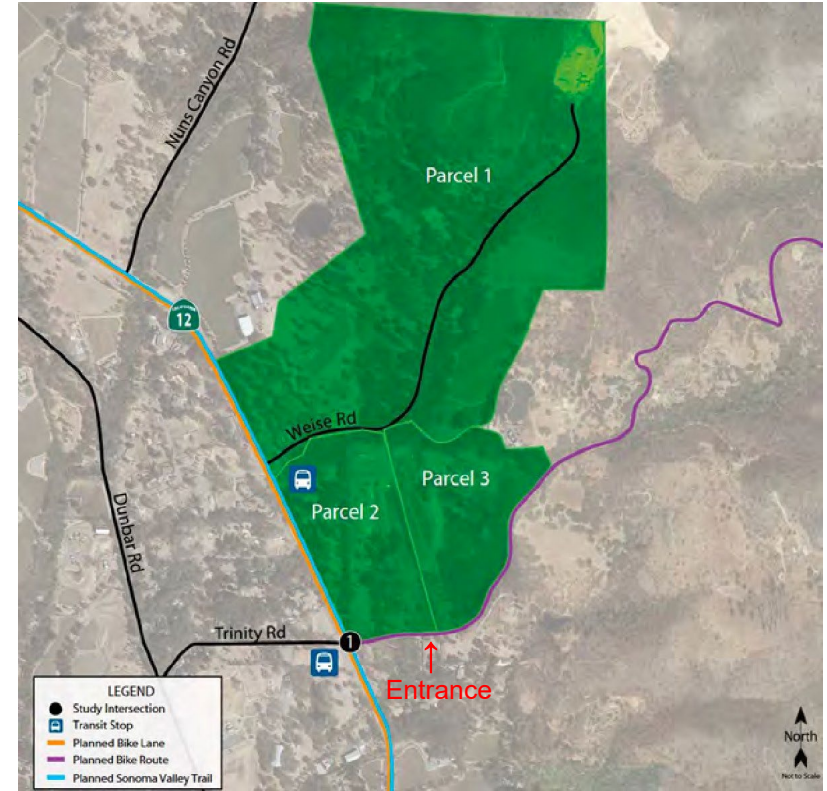 Nuns Canyon Rd
Parcel 1
12
Weise Rd
Parcel 3
Parcel 2
Dunbar Rd
Trinity Rd
1
Entrance
LEGEND
Study Intersection
Transit Stop
Planned Bike Lane
Planned Bike Route
Planned Sonoma Valley Trail
North
Not to Scale